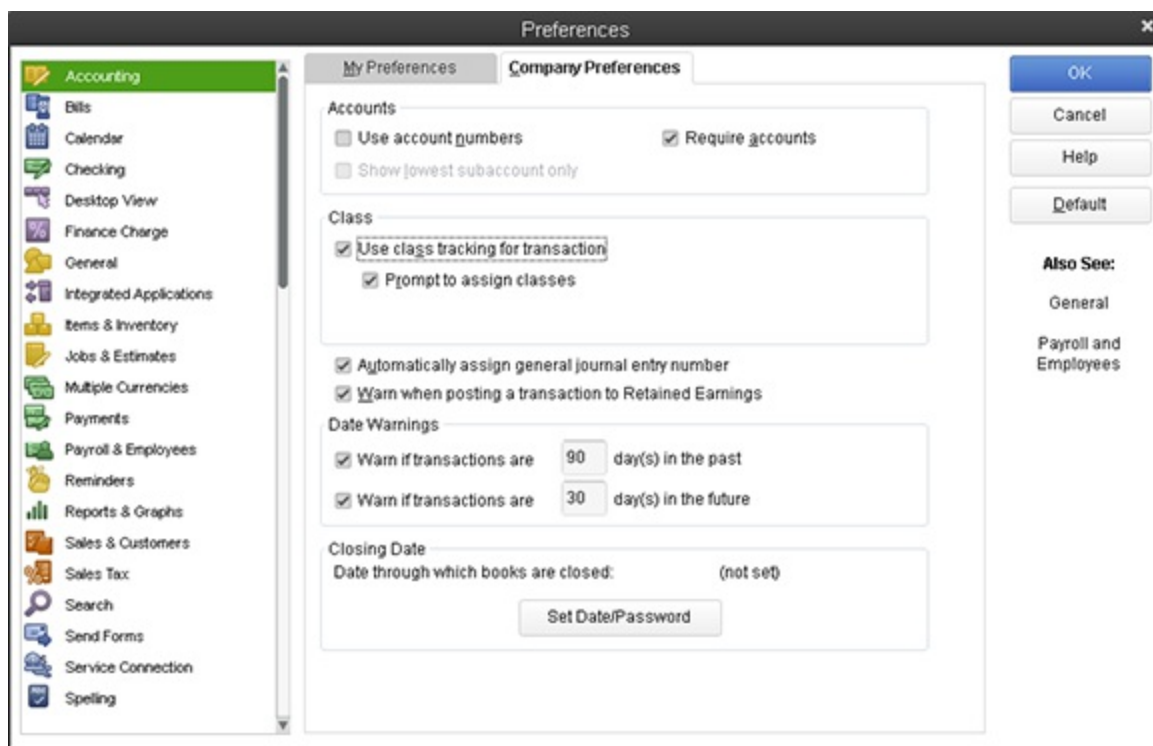 Preferences
Accounting
Bills
Calendar
Checking
Desktop View
Finance Charge
General
Integrated Applications
Items & Inventory
Jobs & Estimates
Multiple Currencies
Payments
Payroll & Employees
Reminders
Reports & Graphs
Sales & Customers
Sales Tax
Search
Send Forms
Service Connection
Spelling
My Preferences Company Preferences
Accounts
Use account numbers Require accounts
Show lowest subaccount only
Class
Use class tracking for transaction
Prompt to assign classes
Automatically assign general journal entry number
Warn when posting a transaction to Retained Earnings
Date Warnings
Warn if transactions are 90 day(s) in the past
Warn if transactions are 30 day(s) in the future
Closing Date
Date through which books are closed: (not set)
Set Date/Password
OK
Cancel
Help
Default
Also See:
General
Payroll and
Employees